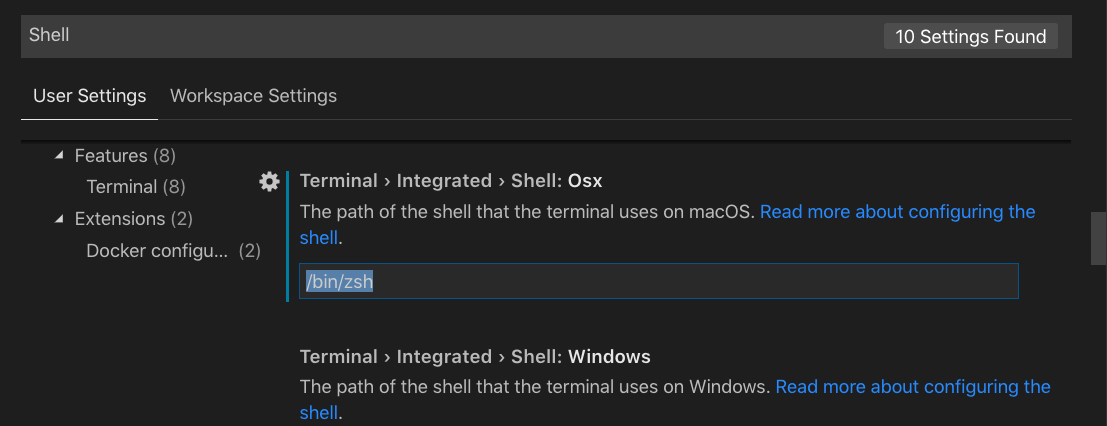 Shell
10 Settings Found
User Settings
Workspace Settings
Features (8)
Terminal (8)
Extensions (2)
Docker configu... (2)
Terminal › Integrated › Shell: Osx
The path of the shell that the terminal uses on macOS. Read more about configuring the
shell.
/bin/zsh
Terminal › Integrated › Shell: Windows
The path of the shell that the terminal uses on Windows. Read more about configuring the
shell.